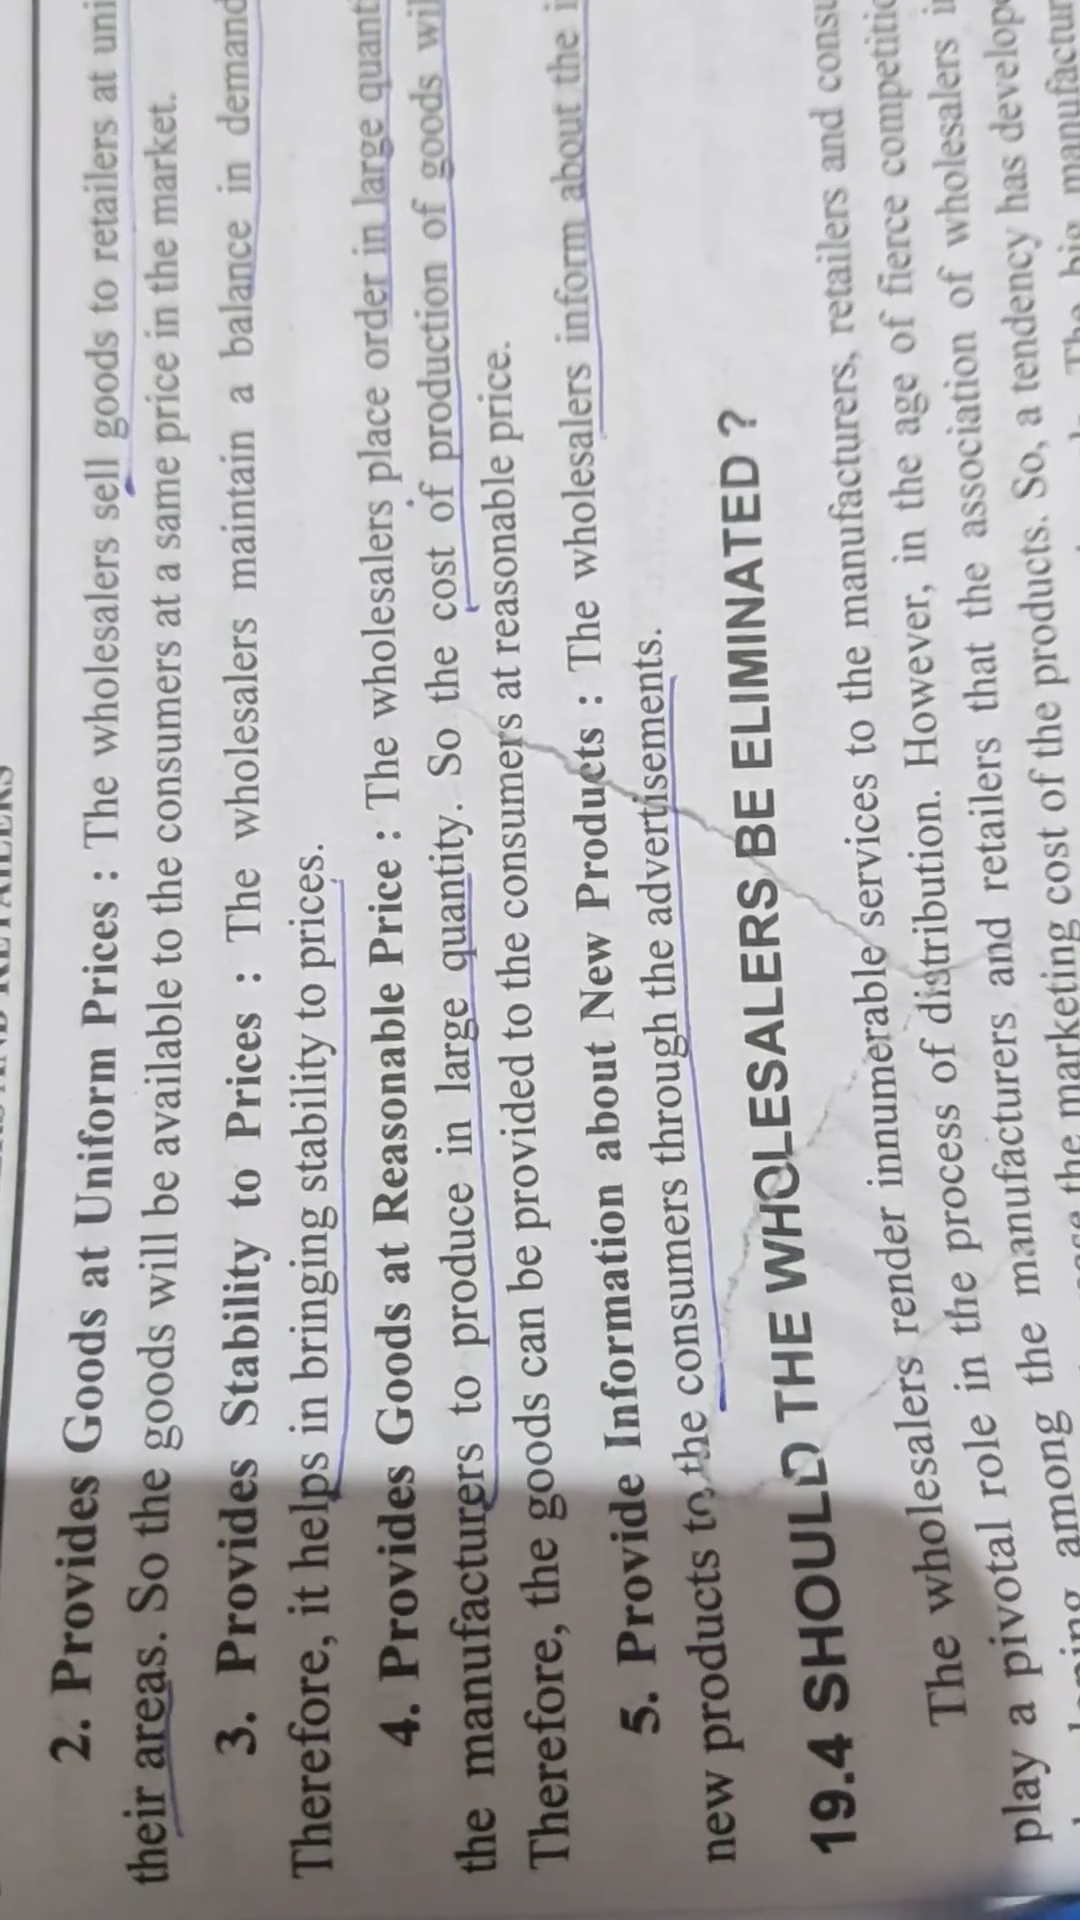 2. Provides Goods at Uniform Prices : The wholesalers sell goods to retailers at
their areas. So the goods will be available to the consumers at a same price in the market.
3. Provides Stability to Prices : The wholesalers maintain a balance in demand
Therefore, it helps in bringing stability to prices.
4. Provides Goods at Reasonable Price : The wholesalers place order in large
the manufacturers to produce in large quantity. So the cost of production of goods
Therefore, the goods can be provided to the consumers at reasonable price.
5. Provide Information about New Products : The wholesalers inform about the
new products to the consumers through the advertisements.
19.4 SHOULD THE WHOLESALERS BE ELIMINATED ?
The wholesalers render innumerable services to the manufacturers, retailers and
play a pivotal role in the process of distribution. However, in the age of fierce
among the manufacturers and retailers that the association of wholesalers
the marketing cost of the products. So, a tendency has
The big